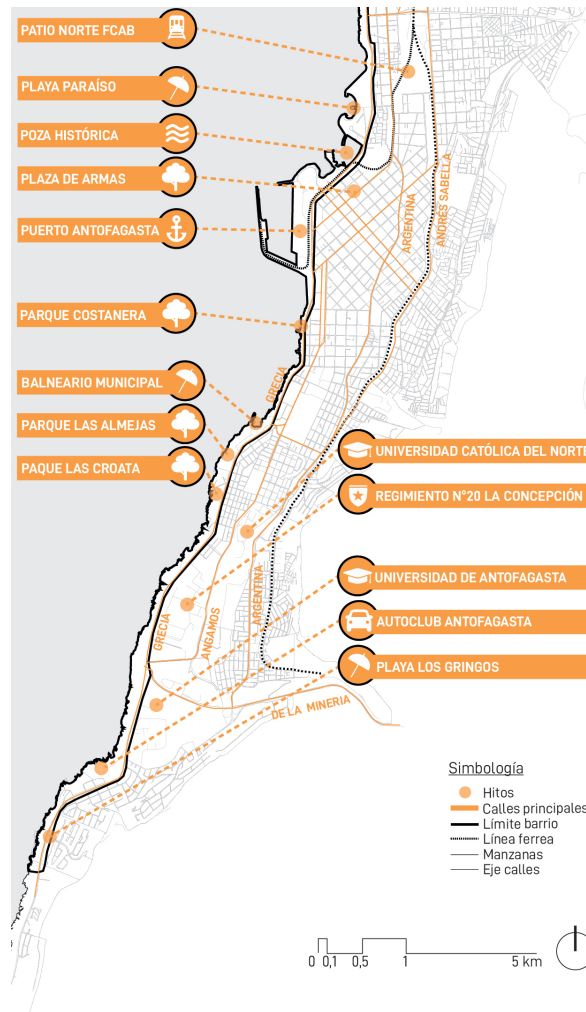 PATIO NORTE FCAB
PLAYA PARAÍSO
POZA HISTÓRICA
PLAZA DE ARMAS
PUERTO ANTOFAGASTA
ARGENTINA
ANDRÉS SABELLA
PARQUE COSTANERA
GRECIA
BALNEARIO MUNICIPAL
PARQUE LAS ALMEJAS
PAQUE LAS CROATA
UNIVERSIDAD CATÓLICA DEL NORTE
REGIMIENTO N°20 LA CONCEPCIÓN
UNIVERSIDAD DE ANTOFAGASTA
AUTOCLUB ANTOFAGASTA
PLAYA LOS GRINGOS
GRECIA
ANGAMOS
ARGENTINA
DE LA MINERIA
Simbología
Hitos
Calles principales
Límite barrio
Línea ferrea
Manzanas
Eje calles
0 0,1 0,5 1 5 km